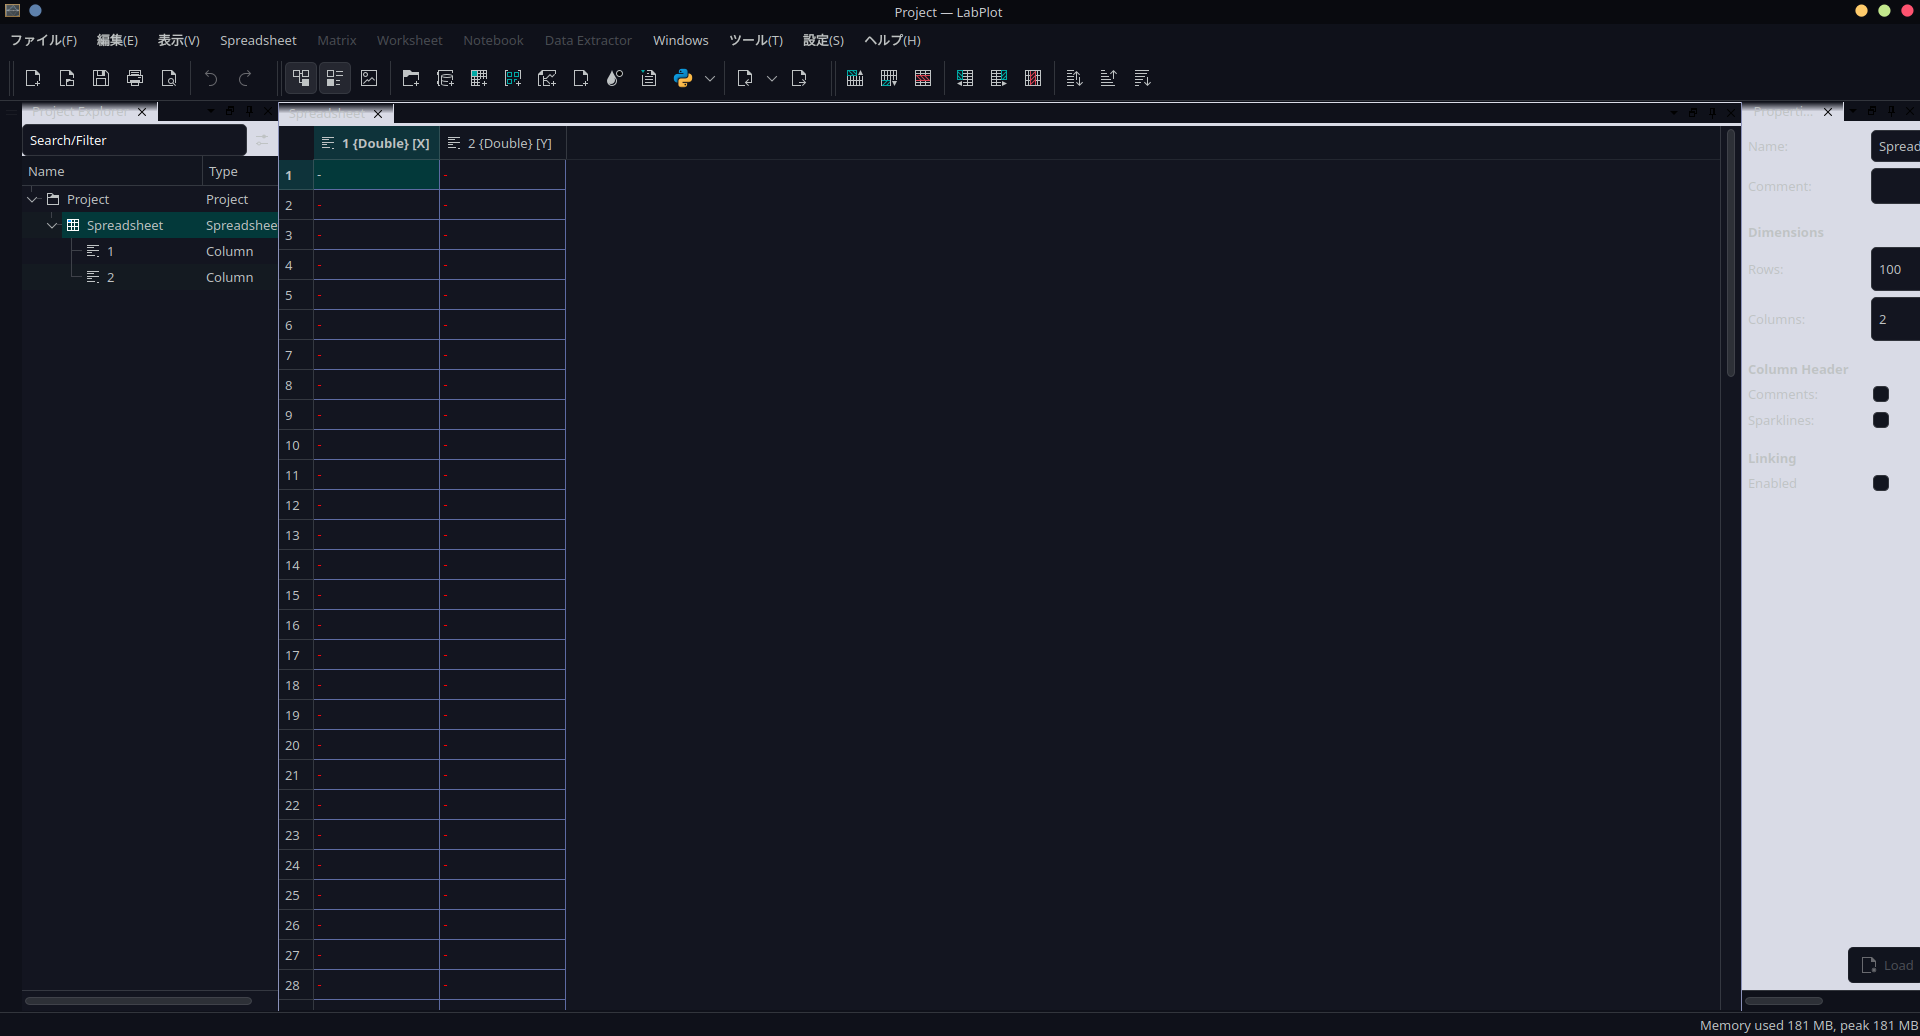 Project — LabPlot
ファイル(F) 編集(E) 表示(V) Spreadsheet Matrix Worksheet Notebook Data Extractor Windows ツール(T) 設定(S) ヘルプ(H)
Project Explorer
Search/Filter
Name Type
Project Project
Spreadsheet Spreadshee
1 Column
2 Column
Spreadsheet
1 {Double} [X] 2 {Double} [Y]
1 - -
2 - -
3 - -
4 - -
5 - -
6 - -
7 - -
8 - -
9 - -
10 - -
11 - -
12 - -
13 - -
14 - -
15 - -
16 - -
17 - -
18 - -
19 - -
20 - -
21 - -
22 - -
23 - -
24 - -
25 - -
26 - -
27 - -
28 - -
Properti...
Name: Spread
Comment:
Dimensions
Rows: 100
Columns: 2
Column Header
Comments:
Sparklines:
Linking
Enabled
Load
Memory used 181 MB, peak 181 MB